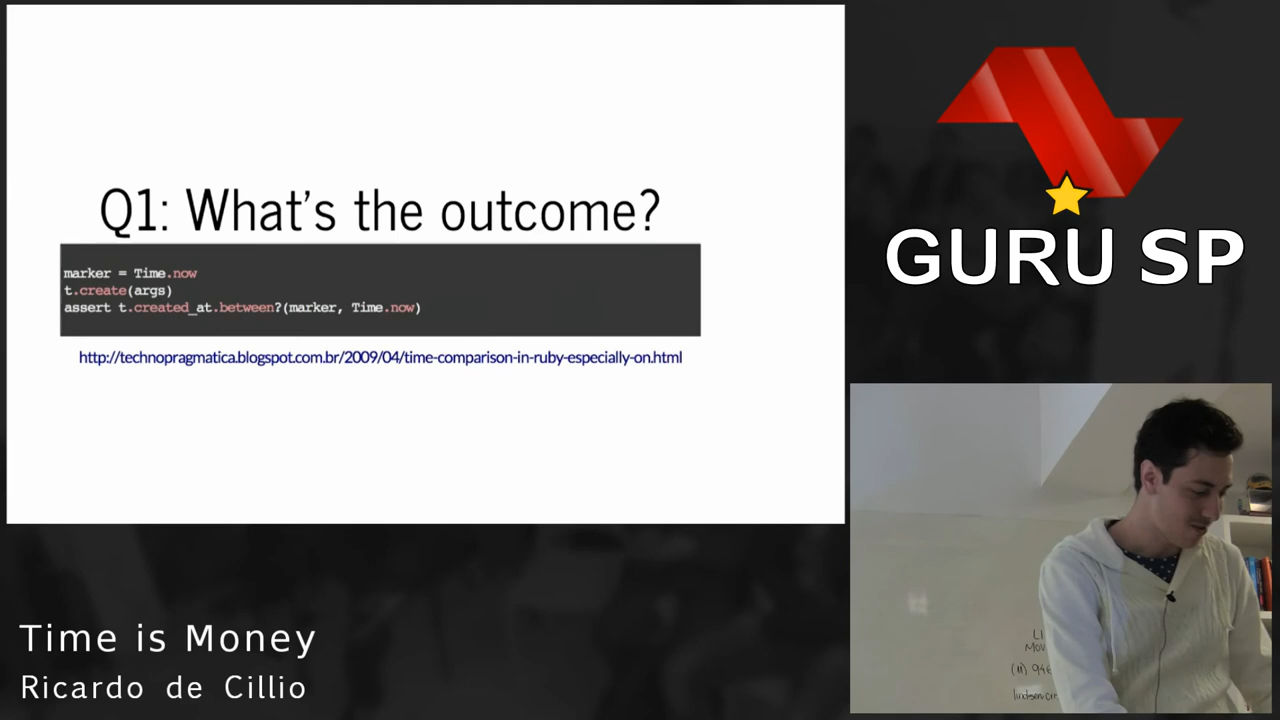 Q1: What's the outcome?
marker = Time.now
t.create(args)
assert t.created_at.between?(marker, Time.now)
http://technopragmatica.blogspot.com.br/2009/04/time-comparison-in-ruby-especially-on.html
GURU SP
Time is Money
Ricardo de Cillio